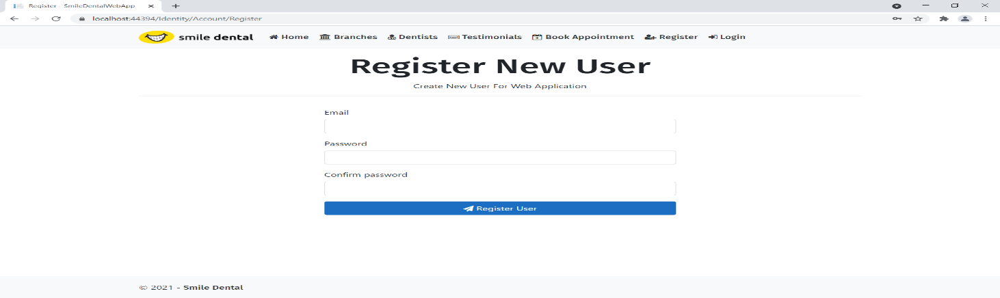 Register - SmileDentalWebApp
localhost:44394/Identity/Account/Register
smile dental Home Branches Dentists Testimonials Book Appointment Register Login
Register New User
Create New User For Web Application
Email
Password
Confirm password
Register User
© 2021 - Smile Dental